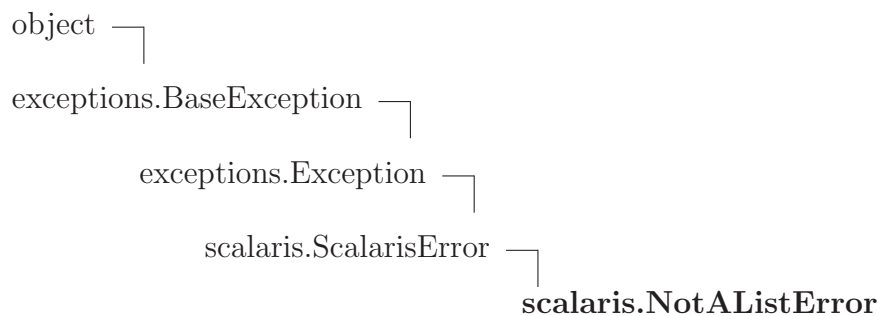 object
exceptions.BaseException
exceptions.Exception
scalaris.ScalarisError
scalaris.NotAListError